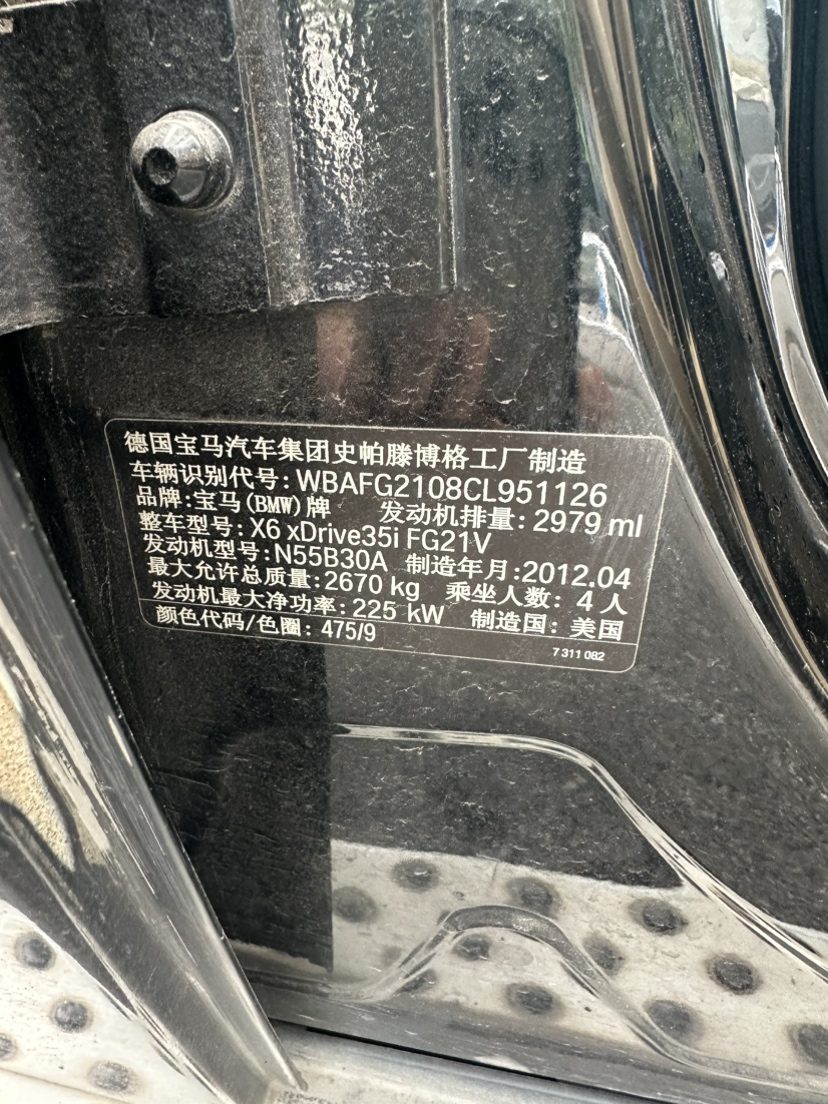 德国宝马汽车集团史帕滕博格工厂制造
车辆识别代号: WBAFG2108CL951126
品牌:宝马(BMW)牌 发动机排量: 2979 ml
整车型号: X6 xDrive35i FG21V
发动机型号: N55B30A 制造年月:2012.04
最大允许总质量: 2670 kg 乘坐人数: 4 人
发动机最大净功率: 225 kW 制造国: 美国
颜色代码/色圈: 475/9
7 311 082